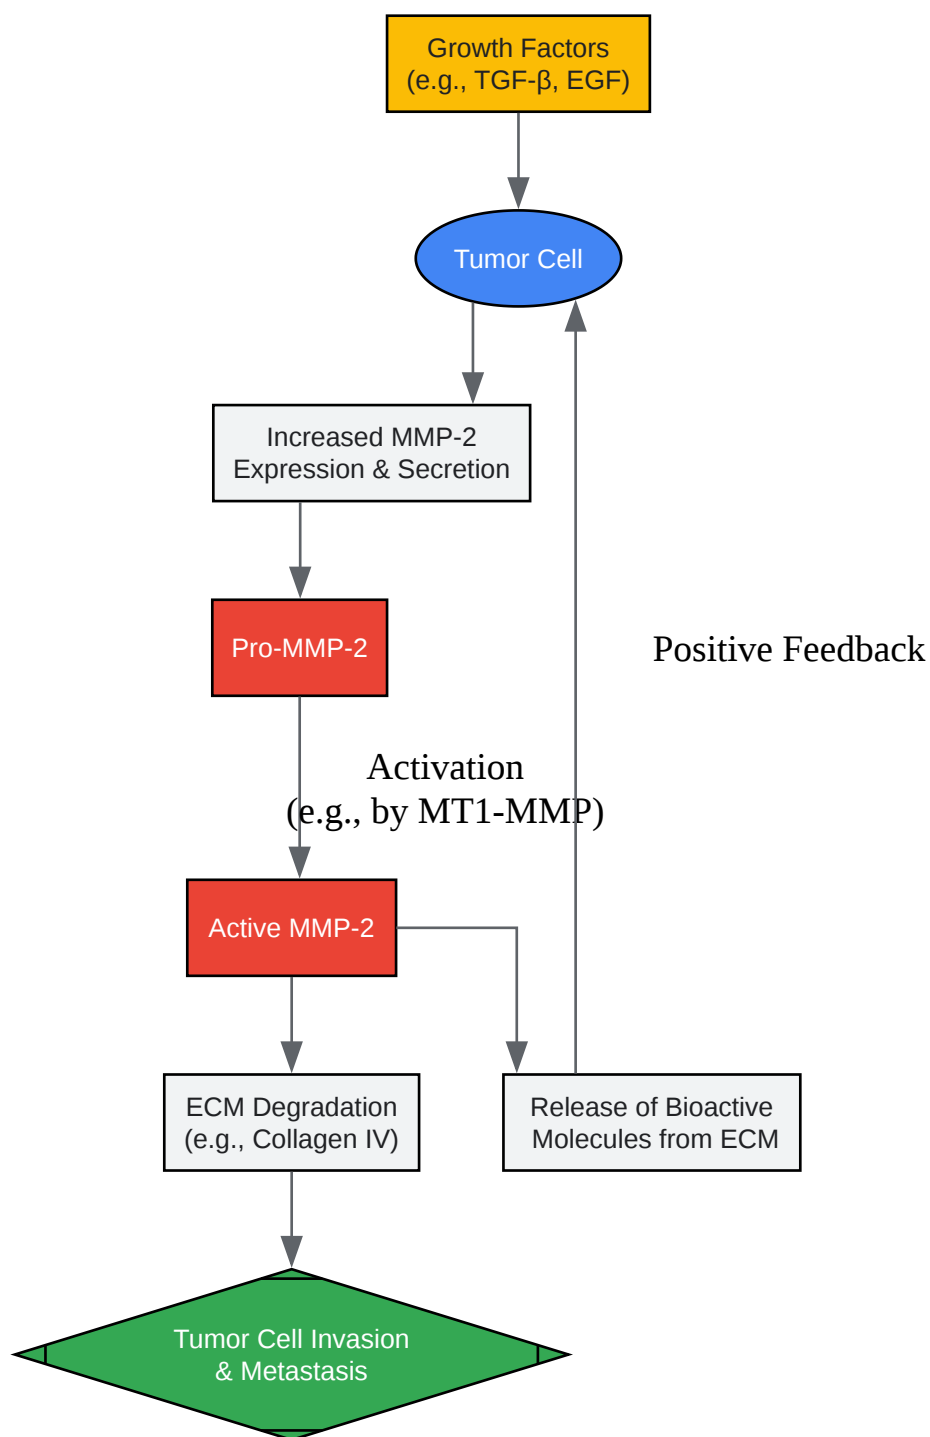 Growth Factors
(e.g., TGF-β, EGF)
Tumor Cell
Increased MMP-2
Expression & Secretion
Pro-MMP-2
Positive Feedback
Activation
(e.g., by MT1-MMP)
Active MMP-2
ECM Degradation
(e.g., Collagen IV)
Release of Bioactive
Molecules from ECM
Tumor Cell Invasion
& Metastasis